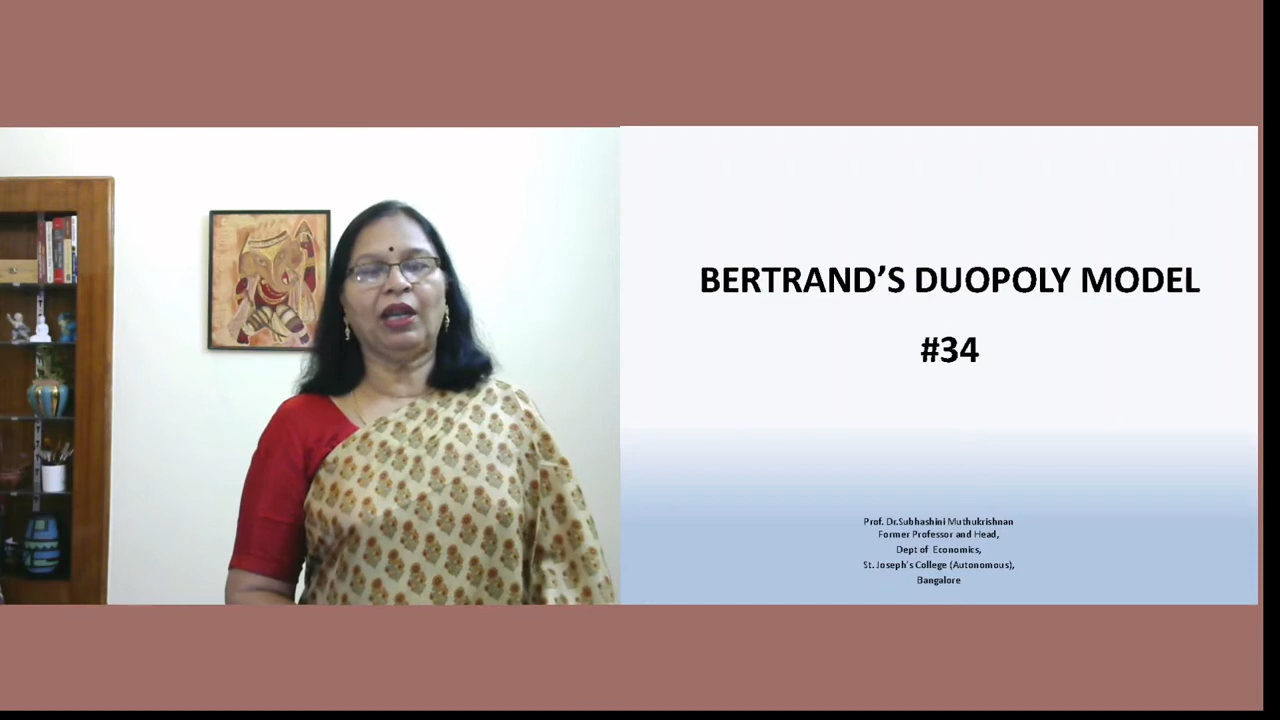 BERTRAND’S DUOPOLY MODEL
#34
Prof. Dr.Subhashini Muthukrishnan
Former Professor and Head,
Dept of Economics,
St. Joseph's College (Autonomous),
Bangalore